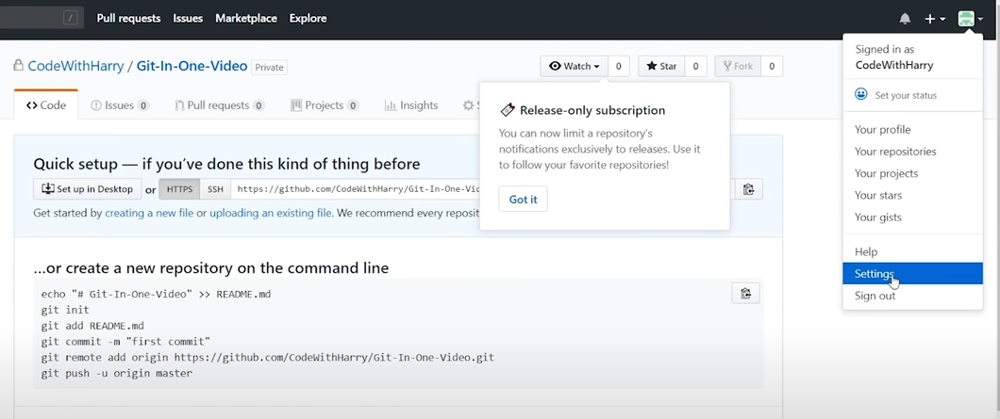 /
Pull requests Issues Marketplace Explore
CodeWithHarry / Git-In-One-Video Private
Watch 0 Star 0 Fork 0
Code Issues 0 Pull requests 0 Projects 0 Insights
Release-only subscription
You can now limit a repository's
notifications exclusively to releases. Use it
to follow your favorite repositories!
Got it
Quick setup — if you've done this kind of thing before
Set up in Desktop or HTTPS SSH https://github.com/CodeWithHarry/Git-In-One-Vid
Get started by creating a new file or uploading an existing file. We recommend every reposit
...or create a new repository on the command line
echo "# Git-In-One-Video" >> README.md
git init
git add README.md
git commit -m "first commit"
git remote add origin https://github.com/CodeWithHarry/Git-In-One-Video.git
git push -u origin master
Signed in as
CodeWithHarry
Set your status
Your profile
Your repositories
Your projects
Your stars
Your gists
Help
Settings
Sign out